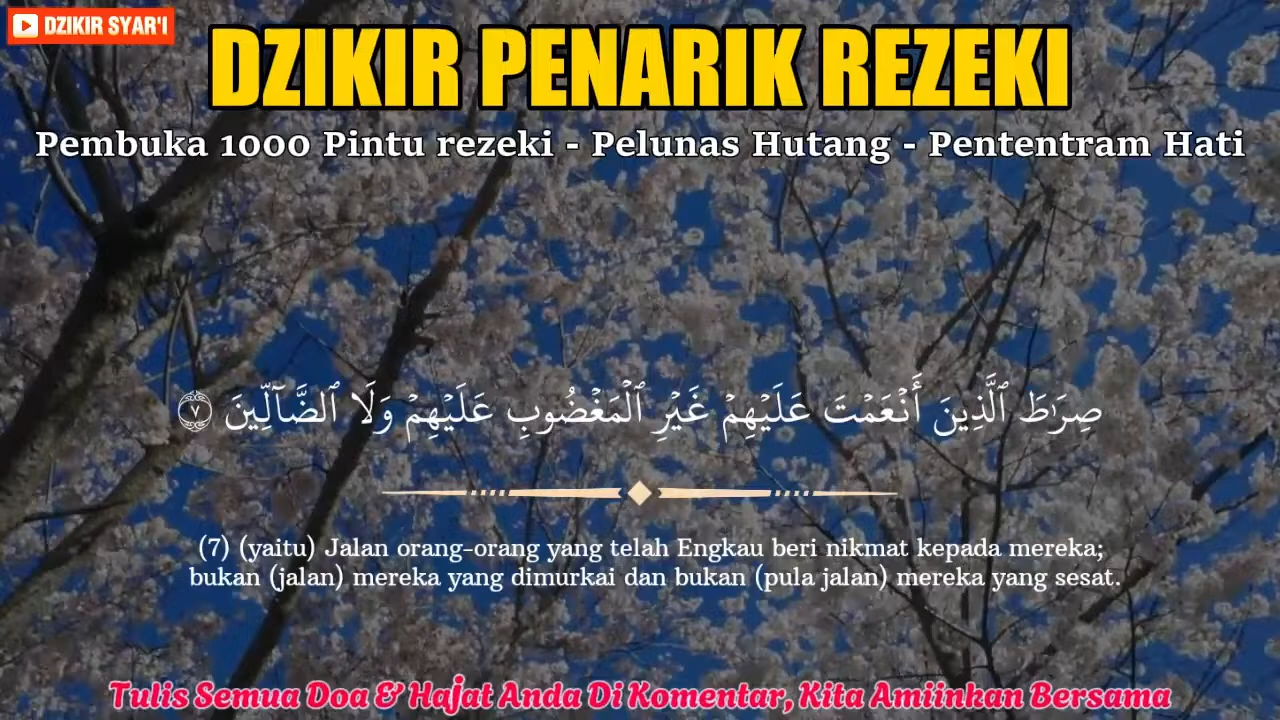 DZIKIR SYAR'I
DZIKIR PENARIK REZEKI
Pembuka 1000 Pintu rezeki - Pelunas Hutang - Pententram Hati
صِرَٰطَ ٱلَّذِينَ أَنْعَمْتَ عَلَيْهِمْ غَيْرِ ٱلْمَغْضُوبِ عَلَيْهِمْ وَلَا ٱلضَّآلِّينَ ٧
(7) (yaitu) Jalan orang-orang yang telah Engkau beri nikmat kepada mereka;
bukan (jalan) mereka yang dimurkai dan bukan (pula jalan) mereka yang sesat.
Tulis Semua Doa & Hajat Anda Di Komentar, Kita Amiinkan Bersama